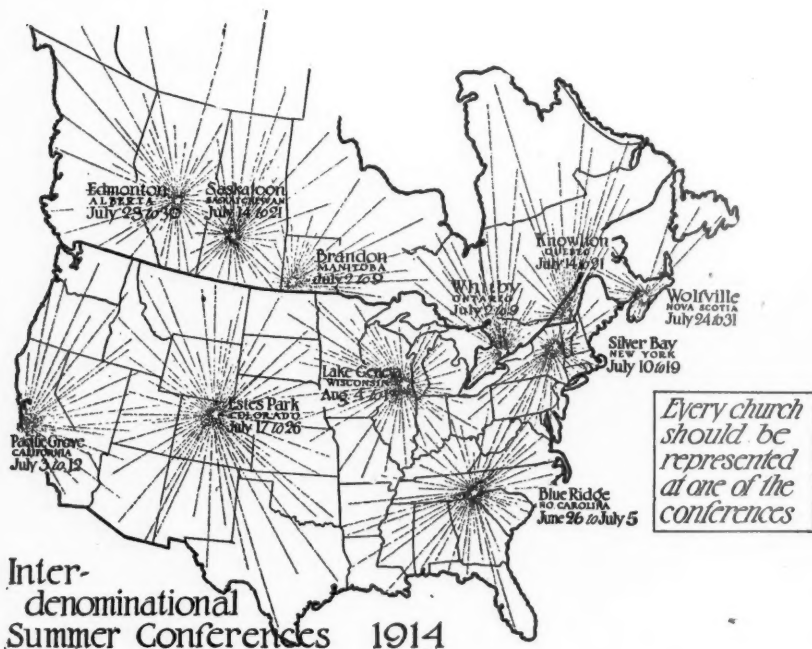 Edmonton
ALBERTA
July 23 to 30
Saskatoon
SASKATCHEWAN
July 14 to 21
Brandon
MANITOBA
July 2 to 9
Whitby
ONTARIO
July 2 to 9
Knowlton
QUEBEC
July 14 to 21
Wolfville
NOVA SCOTIA
July 24 to 31
Silver Bay
NEW YORK
July 10 to 19
Lake Geneva
WISCONSIN
Aug. 4 to
Estes Park
COLORADO
July 17 to 26
Pacific Grove
CALIFORNIA
July 3 to 12
Blue Ridge
NO. CAROLINA
June 26 to July 5
Every church
should be
represented
at one of the
conferences
Inter-
denominational
Summer Conferences 1914